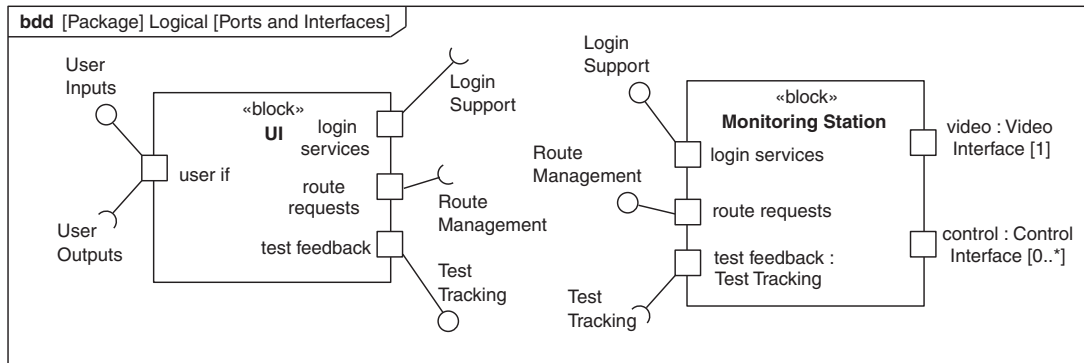 bdd [Package] Logical [Ports and Interfaces]
User
Inputs
«block»
UI
user if
User
Outputs
login
services
Login
Support
route
requests
Route
Management
test feedback
Test
Tracking
Login
Support
«block»
Monitoring Station
login services
Route
Management
route requests
test feedback :
Test Tracking
Test
Tracking
video : Video
Interface [1]
control : Control
Interface [0..*]